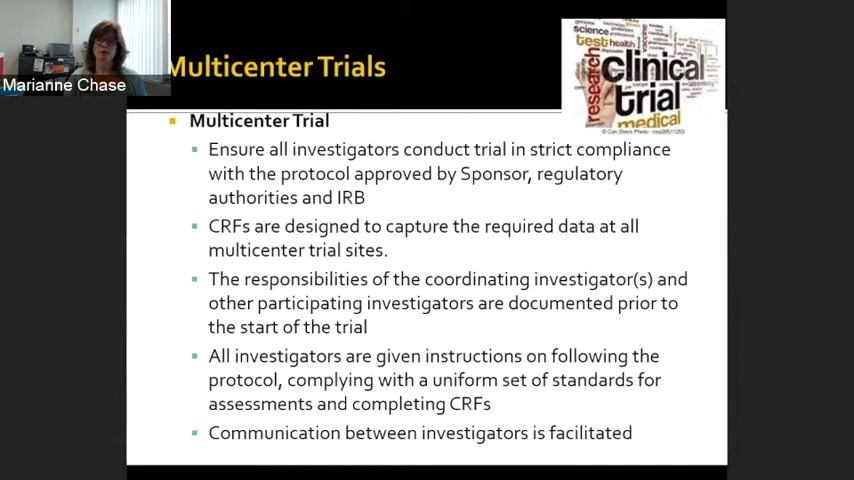 Marianne Chase
Multicenter Trials
science
test health
research
clinical
trial
medical
© Can Stock Photo
Multicenter Trial
Ensure all investigators conduct trial in strict compliance
with the protocol approved by Sponsor, regulatory
authorities and IRB
CRFs are designed to capture the required data at all
multicenter trial sites.
The responsibilities of the coordinating investigator(s) and
other participating investigators are documented prior to
the start of the trial
All investigators are given instructions on following the
protocol, complying with a uniform set of standards for
assessments and completing CRFs
Communication between investigators is facilitated